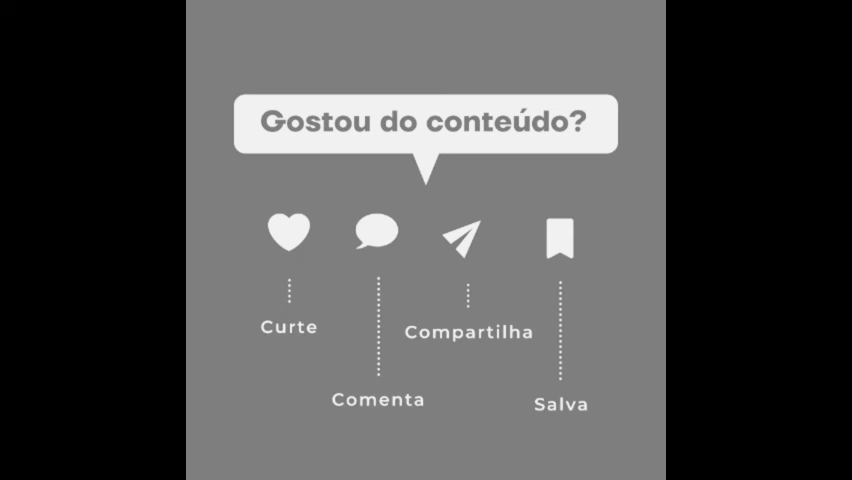 Gostou do conteúdo?
Curte
Compartilha
Comenta
Salva